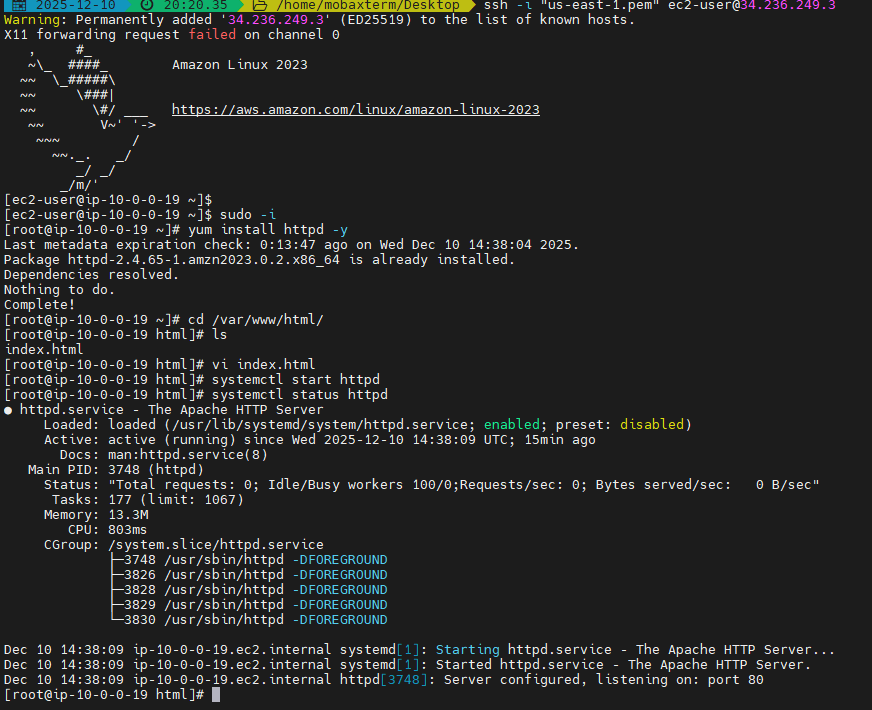 2025-12-10 20:20.35 /home/mobaxterm/Desktop ssh -i "us-east-1.pem" ec2-user@34.236.249.3
Warning: Permanently added '34.236.249.3' (ED25519) to the list of known hosts.
X11 forwarding request failed on channel 0
   ,     #_
   ~\_  ####_        Amazon Linux 2023
  ~~  \_#####\
  ~~     \###|
  ~~       \#/ ___   https://aws.amazon.com/linux/amazon-linux-2023
   ~~       V~' '->
    ~~~         /
      ~~._.   _/
         _/ _/
       _/m/'
[ec2-user@ip-10-0-0-19 ~]$
[ec2-user@ip-10-0-0-19 ~]$ sudo -i
[root@ip-10-0-0-19 ~]# yum install httpd -y
Last metadata expiration check: 0:13:47 ago on Wed Dec 10 14:38:04 2025.
Package httpd-2.4.65-1.amzn2023.0.2.x86_64 is already installed.
Dependencies resolved.
Nothing to do.
Complete!
[root@ip-10-0-0-19 ~]# cd /var/www/html/
[root@ip-10-0-0-19 html]# ls
index.html
[root@ip-10-0-0-19 html]# vi index.html
[root@ip-10-0-0-19 html]# systemctl start httpd
[root@ip-10-0-0-19 html]# systemctl status httpd
● httpd.service - The Apache HTTP Server
     Loaded: loaded (/usr/lib/systemd/system/httpd.service; enabled; preset: disabled)
     Active: active (running) since Wed 2025-12-10 14:38:09 UTC; 15min ago
       Docs: man:httpd.service(8)
   Main PID: 3748 (httpd)
     Status: "Total requests: 0; Idle/Busy workers 100/0;Requests/sec: 0; Bytes served/sec:   0 B/sec"
      Tasks: 177 (limit: 1067)
     Memory: 13.3M
        CPU: 803ms
     CGroup: /system.slice/httpd.service
             ├─3748 /usr/sbin/httpd -DFOREGROUND
             ├─3826 /usr/sbin/httpd -DFOREGROUND
             ├─3828 /usr/sbin/httpd -DFOREGROUND
             ├─3829 /usr/sbin/httpd -DFOREGROUND
             └─3830 /usr/sbin/httpd -DFOREGROUND
Dec 10 14:38:09 ip-10-0-0-19.ec2.internal systemd[1]: Starting httpd.service - The Apache HTTP Server...
Dec 10 14:38:09 ip-10-0-0-19.ec2.internal systemd[1]: Started httpd.service - The Apache HTTP Server.
Dec 10 14:38:09 ip-10-0-0-19.ec2.internal httpd[3748]: Server configured, listening on: port 80
[root@ip-10-0-0-19 html]#